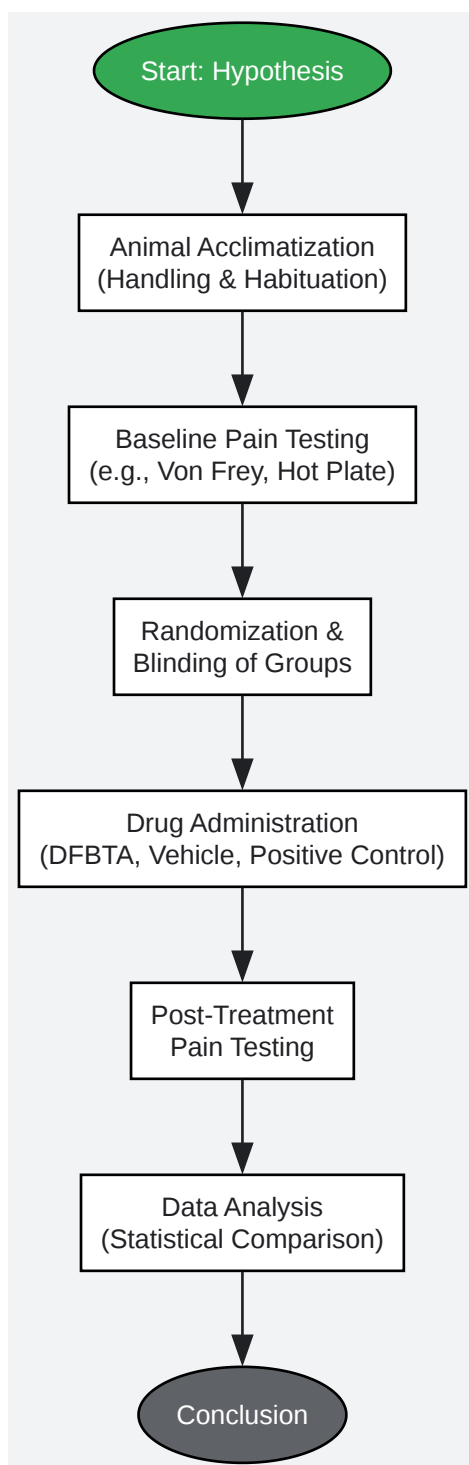 Start: Hypothesis
Animal Acclimatization
(Handling & Habituation)
Baseline Pain Testing
(e.g., Von Frey, Hot Plate)
Randomization &
Blinding of Groups
Drug Administration
(DFBTA, Vehicle, Positive Control)
Post-Treatment
Pain Testing
Data Analysis
(Statistical Comparison)
Conclusion